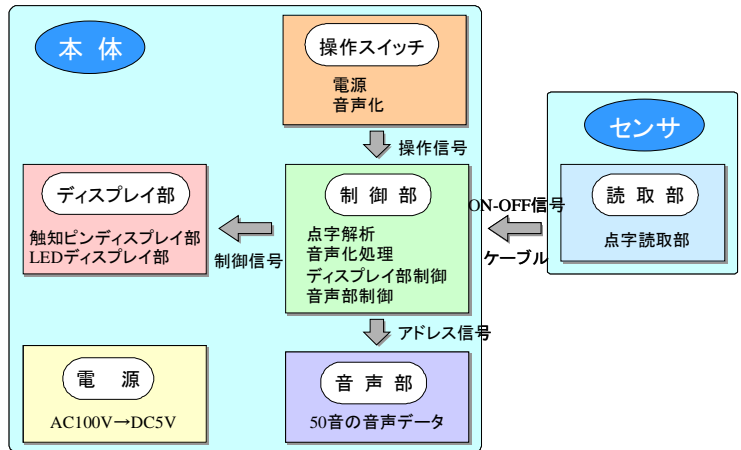 本 体
操作スイッチ
電源
音声化
操作信号
センサ
読 取 部
点字読取部
ON-OFF信号
ケーブル
制 御 部
点字解析
音声化処理
ディスプレイ部制御
音声部制御
制御信号
ディスプレイ部
触知ピンディスプレイ部
LEDディスプレイ部
アドレス信号
電 源
AC100V→DC5V
音 声 部
50音の音声データ